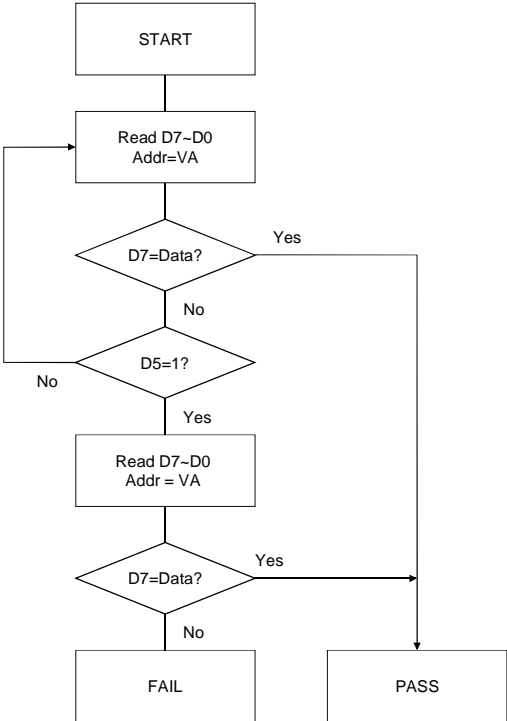 START
Read D7~D0
Addr=VA
Yes
D7=Data?
No
D5=1?
No
Yes
Read D7~D0
Addr = VA
Yes
D7=Data?
No
FAIL
PASS